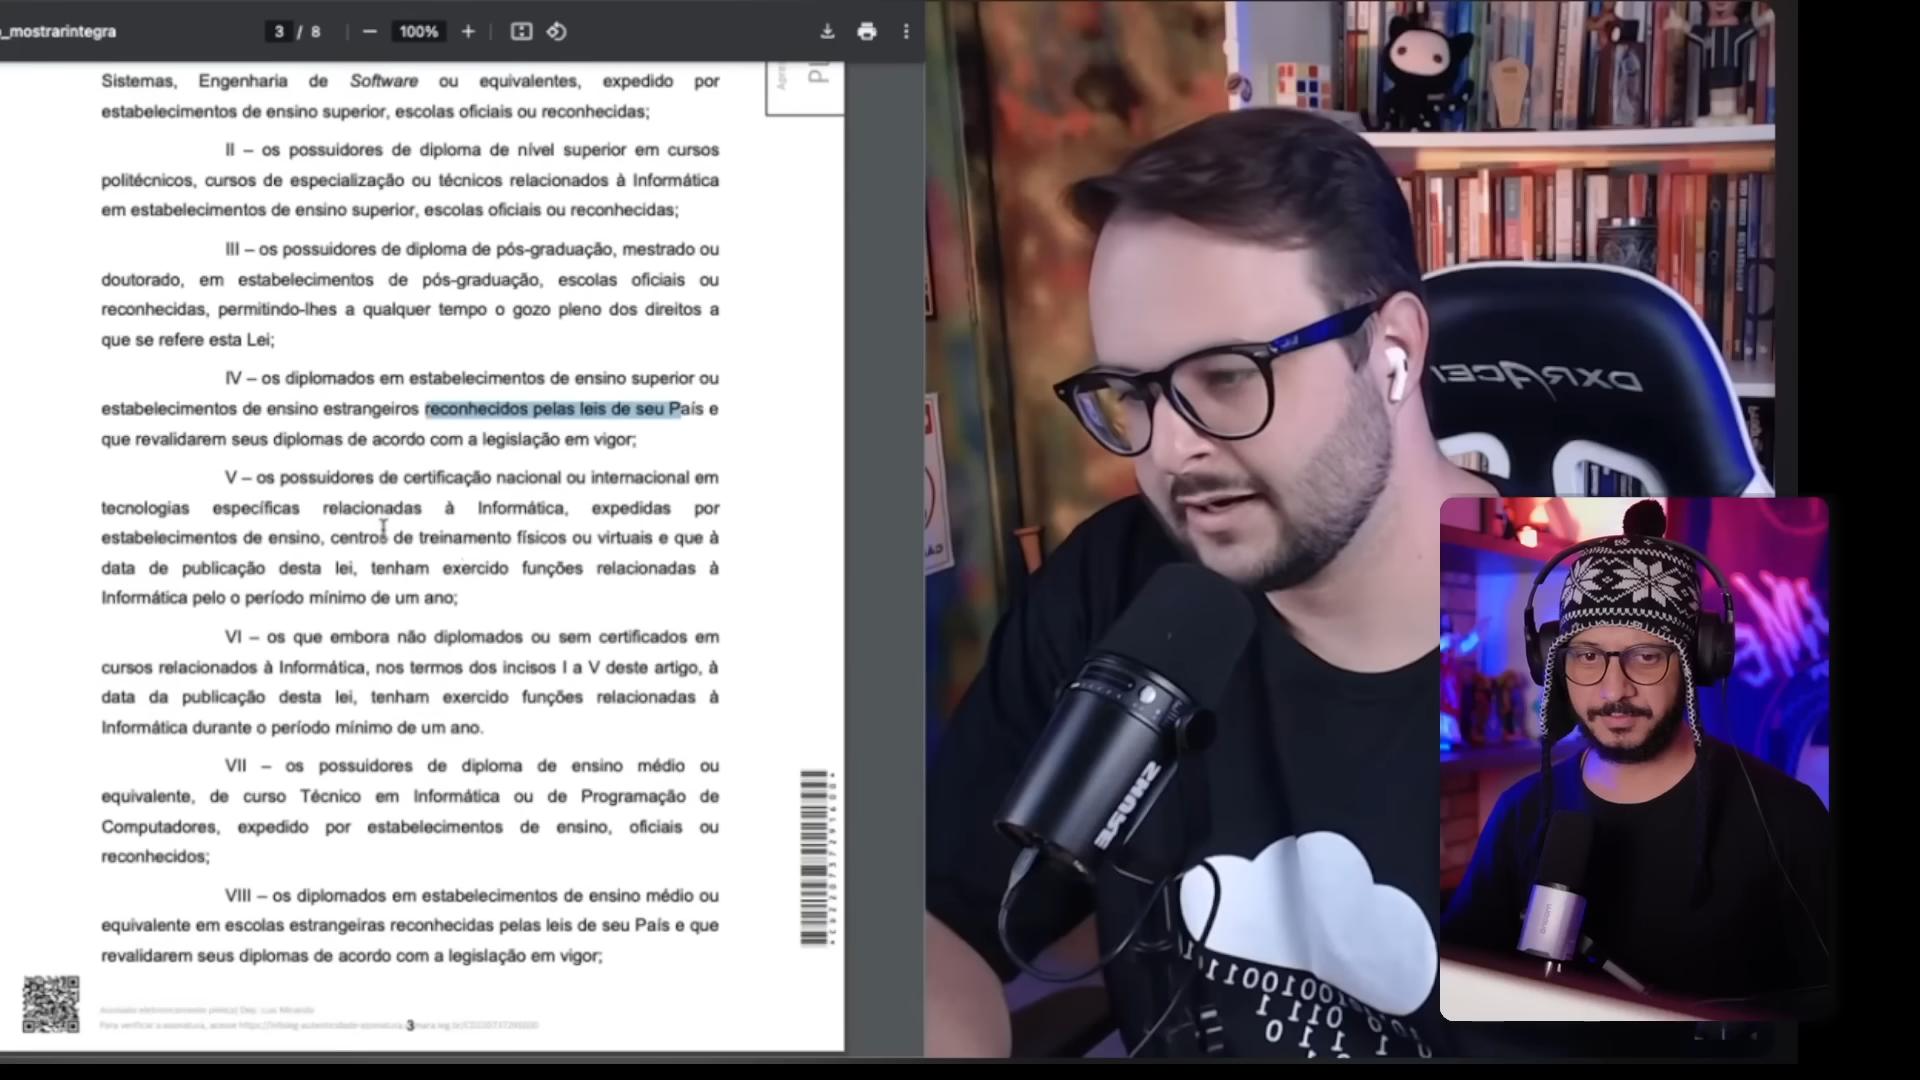 _mostrarintegra
3 / 8
100%
Sistemas, Engenharia de Software ou equivalentes, expedido por
estabelecimentos de ensino superior, escolas oficiais ou reconhecidas;
II – os possuidores de diploma de nível superior em cursos
politécnicos, cursos de especialização ou técnicos relacionados à Informática
em estabelecimentos de ensino superior, escolas oficiais ou reconhecidas;
III – os possuidores de diploma de pós-graduação, mestrado ou
doutorado, em estabelecimentos de pós-graduação, escolas oficiais ou
reconhecidas, permitindo-lhes a qualquer tempo o gozo pleno dos direitos a
que se refere esta Lei;
IV – os diplomados em estabelecimentos de ensino superior ou
estabelecimentos de ensino estrangeiros reconhecidos pelas leis de seu País e
que revalidarem seus diplomas de acordo com a legislação em vigor;
V – os possuidores de certificação nacional ou internacional em
tecnologias específicas relacionadas à Informática, expedidas por
estabelecimentos de ensino, centros de treinamento físicos ou virtuais e que à
data de publicação desta lei, tenham exercido funções relacionadas à
Informática pelo o período mínimo de um ano;
VI – os que embora não diplomados ou sem certificados em
cursos relacionados à Informática, nos termos dos incisos I a V deste artigo, à
data da publicação desta lei, tenham exercido funções relacionadas à
Informática durante o período mínimo de um ano.
VII – os possuidores de diploma de ensino médio ou
equivalente, de curso Técnico em Informática ou de Programação de
Computadores, expedido por estabelecimentos de ensino, oficiais ou
reconhecidos;
VIII – os diplomados em estabelecimentos de ensino médio ou
equivalente em escolas estrangeiras reconhecidas pelas leis de seu País e que
revalidarem seus diplomas de acordo com a legislação em vigor;
3
DXRACER
SHURE